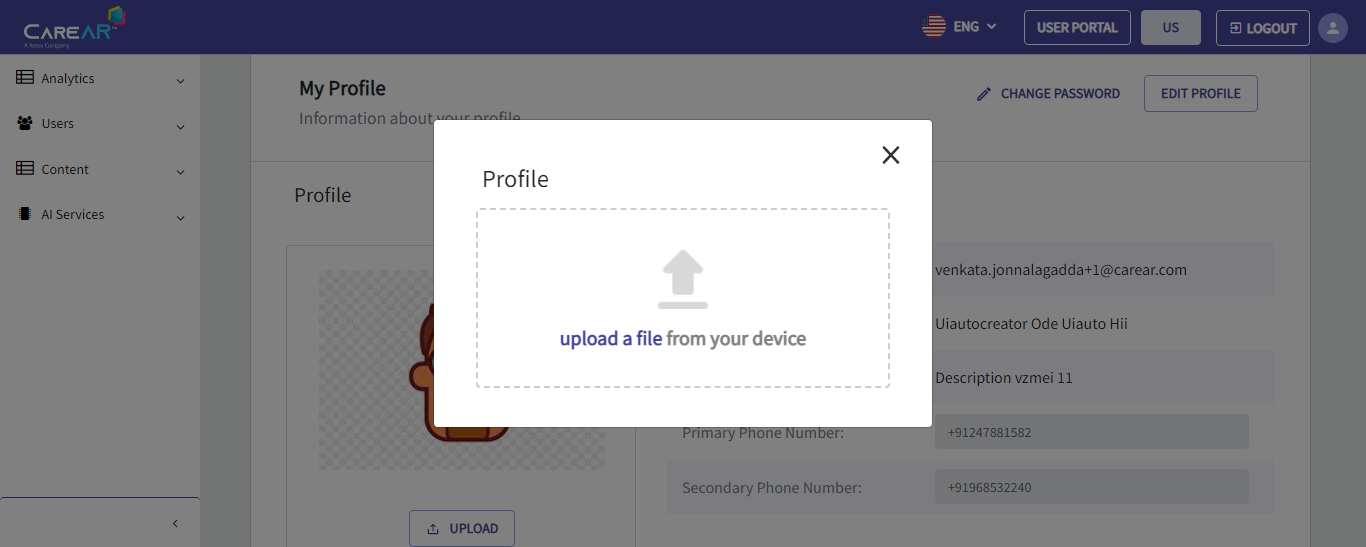 CAREAR™
A Xerox Company
ENG
USER PORTAL
US
LOGOUT
Analytics
Users
Content
AI Services
My Profile
Information about your profile
CHANGE PASSWORD
EDIT PROFILE
Profile
Profile
upload a file from your device
venkata.jonnalagadda+1@carear.com
Uiautocreator Ode Uiauto Hii
Description vzmei 11
Primary Phone Number:
+91247881582
Secondary Phone Number:
+91968532240
UPLOAD